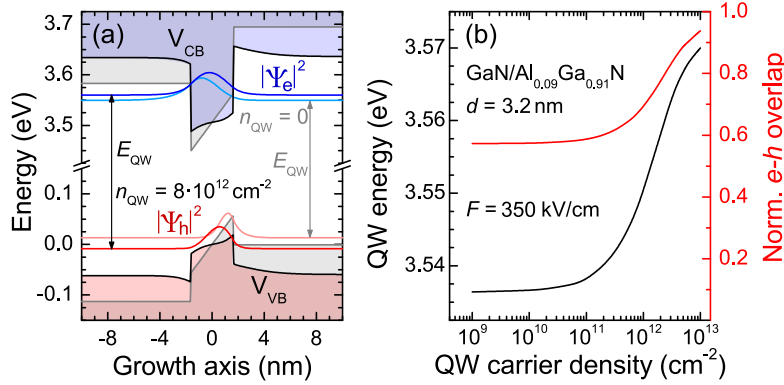 (a)
V_CB
|Ψ_e|²
n_QW = 0
E_QW
E_QW
n_QW = 8·10¹² cm⁻²
|Ψ_h|²
V_VB
3.7
3.6
3.5
0.1
0.0
-0.1
Energy (eV)
-8 -4 0 4 8
Growth axis (nm)
(b)
GaN/Al₀.₀₉Ga₀.₉₁N
d = 3.2 nm
F = 350 kV/cm
3.57
3.56
3.55
3.54
QW energy (eV)
1.0
0.8
0.6
0.4
0.2
Norm. e-h overlap
10⁹ 10¹⁰ 10¹¹ 10¹² 10¹³
QW carrier density (cm⁻²)